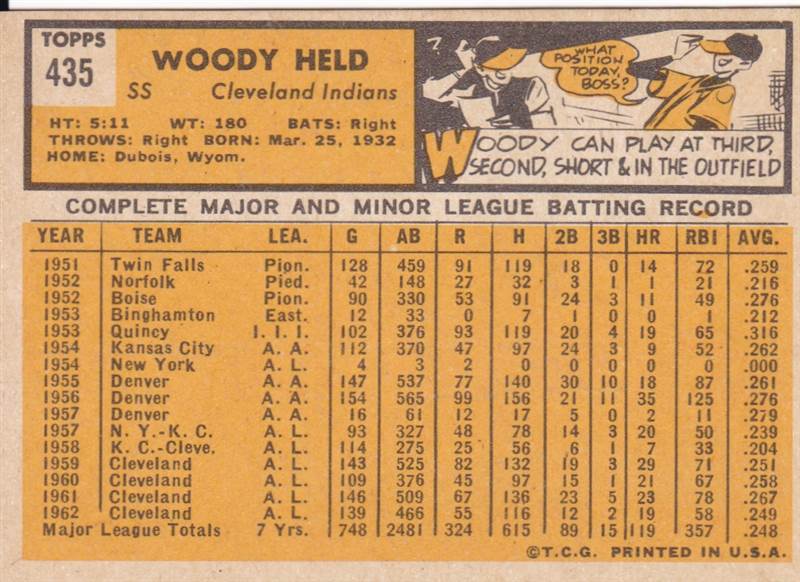 TOPPS
435
WOODY HELD
SS Cleveland Indians
HT: 5:11 WT: 180 BATS: Right
THROWS: Right BORN: Mar. 25, 1932
HOME: Dubois, Wyom.
?
WHAT
POSITION
TODAY,
BOSS?
WOODY CAN PLAY AT THIRD,
SECOND, SHORT & IN THE OUTFIELD
COMPLETE MAJOR AND MINOR LEAGUE BATTING RECORD
YEAR TEAM LEA. G AB R H 2B 3B HR RBI AVG.
1951 Twin Falls Pion. 128 459 91 119 18 0 14 72 .259
1952 Norfolk Pied. 42 148 27 32 3 1 1 21 .216
1952 Boise Pion. 90 330 53 91 24 3 11 49 .276
1953 Binghamton East. 12 33 0 7 1 0 0 1 .212
1953 Quincy I. I. I. 102 376 93 119 20 4 19 65 .316
1954 Kansas City A. A. 112 370 47 97 24 3 9 52 .262
1954 New York A. L. 4 3 2 0 0 0 0 0 .000
1955 Denver A. A. 147 537 77 140 30 10 18 87 .261
1956 Denver A. A. 154 565 99 156 21 11 35 125 .276
1957 Denver A. A. 16 61 12 17 5 0 2 11 .279
1957 N. Y.-K. C. A. L. 93 327 48 78 14 3 20 50 .239
1958 K. C.-Cleve. A. L. 114 275 25 56 6 1 7 33 .204
1959 Cleveland A. L. 143 525 82 132 19 3 29 71 .251
1960 Cleveland A. L. 109 376 45 97 15 1 21 67 .258
1961 Cleveland A. L. 146 509 67 136 23 5 23 78 .267
1962 Cleveland A. L. 139 466 55 116 12 2 19 58 .249
Major League Totals 7 Yrs. 748 2481 324 615 89 15 119 357 .248
©T.C.G. PRINTED IN U.S.A.